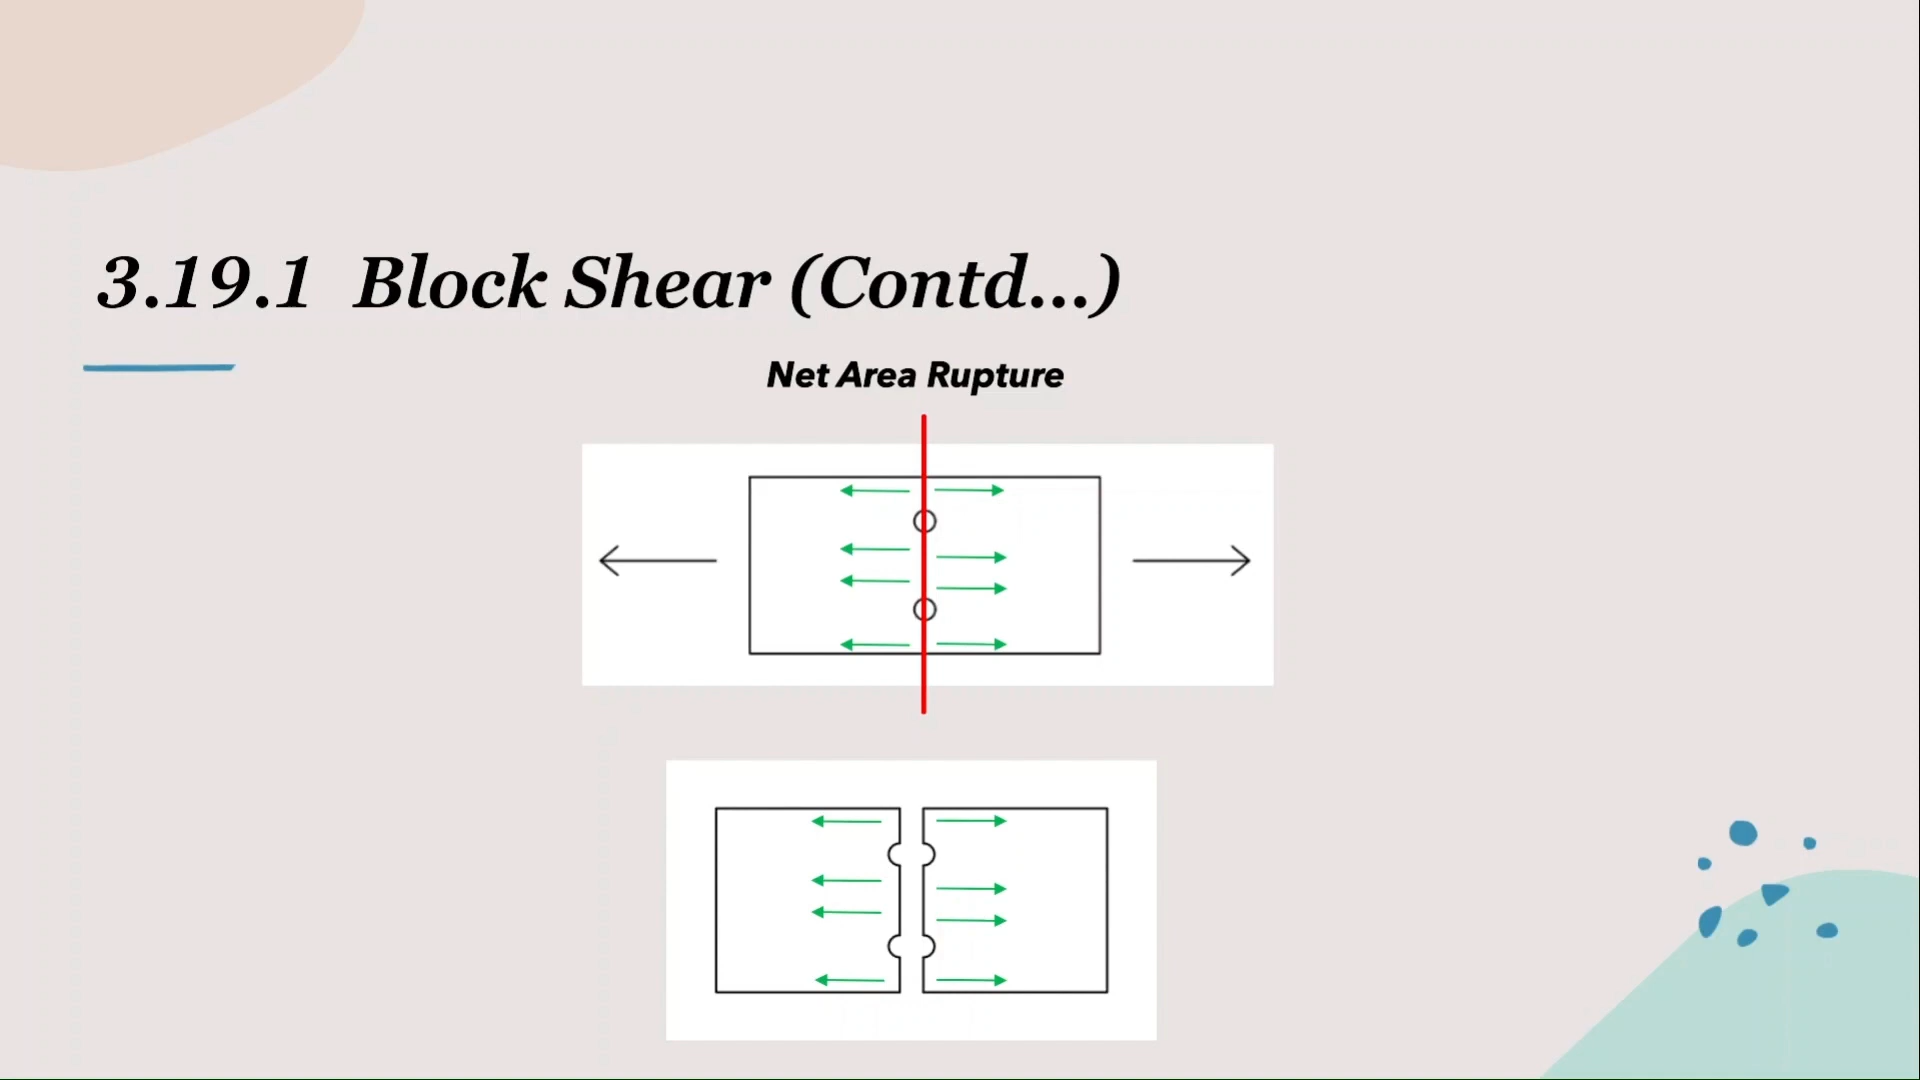 3.19.1 Block Shear (Contd...)
Net Area Rupture